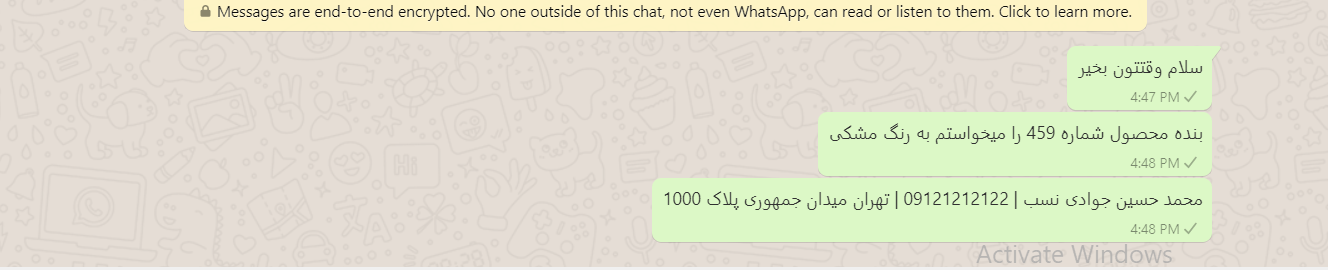 Messages are end-to-end encrypted. No one outside of this chat, not even WhatsApp, can read or listen to them. Click to learn more.
سلام وقتتون بخیر
4:47 PM
بنده محصول شماره 459 را میخواستم به رنگ مشکی
4:48 PM
محمد حسین جوادی نسب | 09121212122 | تهران میدان جمهوری پلاک 1000
4:48 PM
Activate Windows